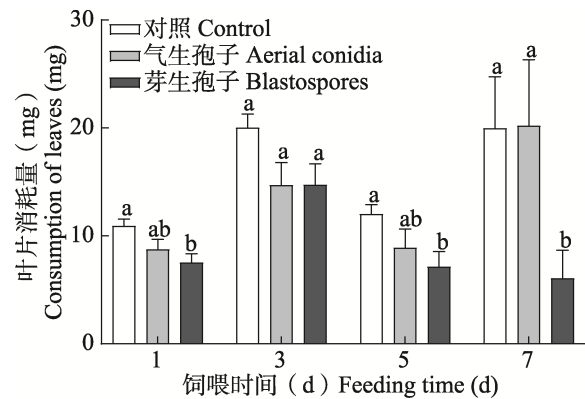 对照 Control
气生孢子 Aerial conidia
芽生孢子 Blastospores
叶片消耗量（mg）
Consumption of leaves (mg)
30
20
10
0
a ab b
a a a
a ab b
a a b
1 3 5 7
饲喂时间（d）Feeding time (d)